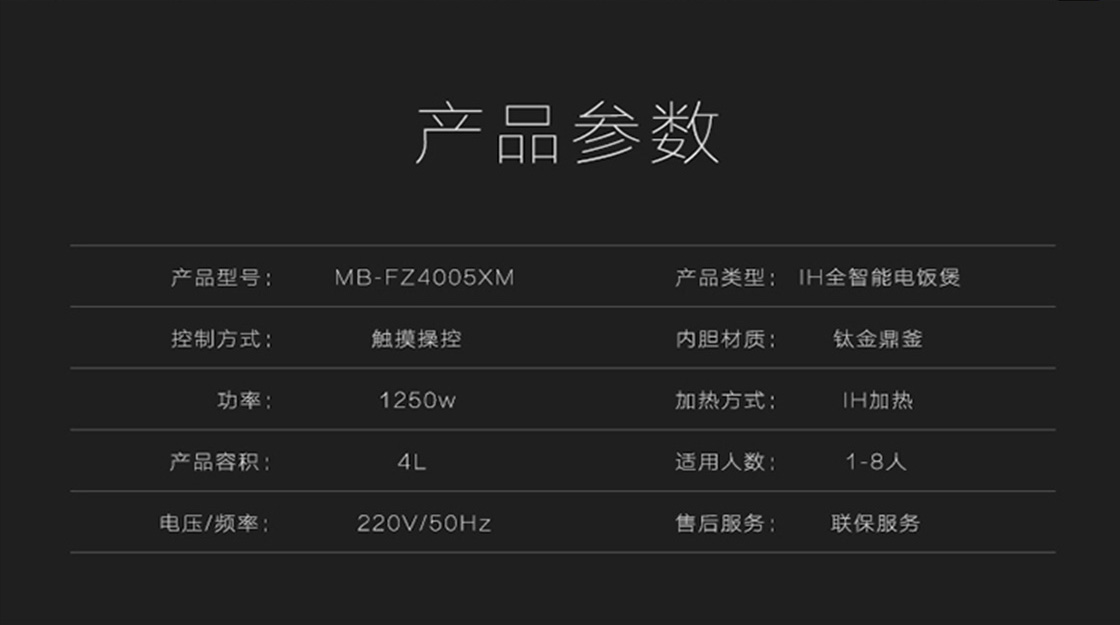 产品参数
产品型号： MB-FZ4005XM 产品类型： IH全智能电饭煲
控制方式： 触摸操控 内胆材质： 钛金鼎釜
功率： 1250w 加热方式： IH加热
产品容积： 4L 适用人数： 1-8人
电压/频率： 220V/50Hz 售后服务： 联保服务